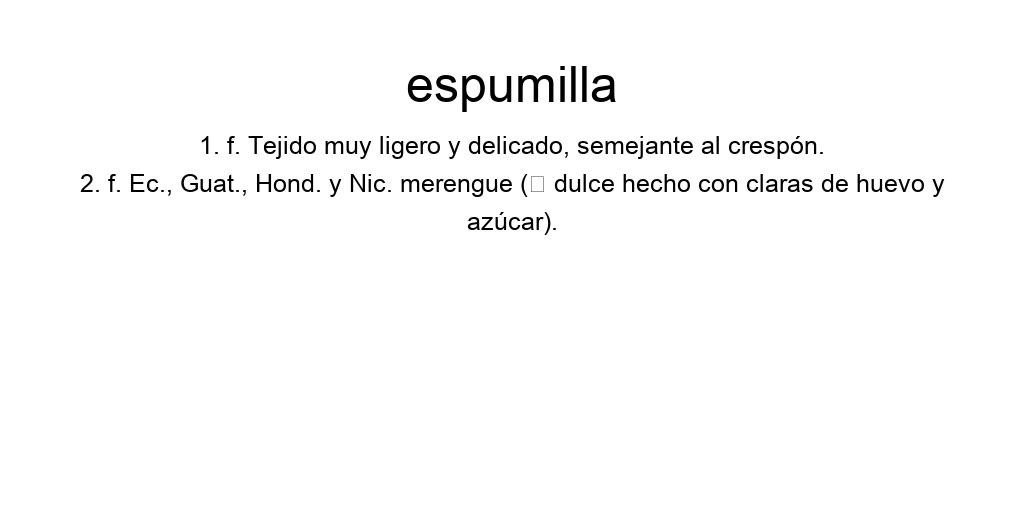 espumilla
1. f. Tejido muy ligero y delicado, semejante al crespón.
2. f. Ec., Guat., Hond. y Nic. merengue (□ dulce hecho con claras de huevo y
azúcar).